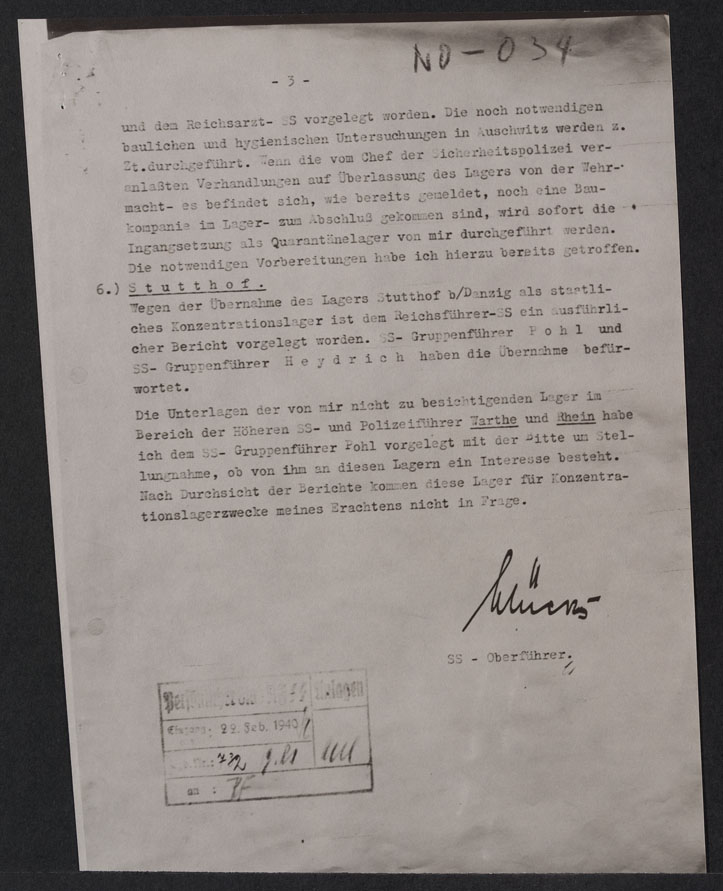 NO - 034
- 3 -
und dem Reichsarzt- SS vorgelegt worden. Die noch notwendigen
baulichen und hygienischen Untersuchungen in Auschwitz werden z.
Zt.durchgeführt. Wenn die vom Chef der Sicherheitspolizei ver-
anlaßten Verhandlungen auf Überlassung des Lagers von der Wehr-
macht- es befindet sich, wie bereits gemeldet, noch eine Bau-
kompanie im Lager- zum Abschluß gekommen sind, wird sofort die
Ingangsetzung als Quarantänelager von mir durchgeführt werden.
Die notwendigen Vorbereitungen habe ich hierzu bereits getroffen.
6.) S t u t t h o f .
Wegen der Übernahme des Lagers Stutthof b/Danzig als staatli-
ches Konzentrationslager ist dem Reichsführer-SS ein ausführli-
cher Bericht vorgelegt worden. SS- Gruppenführer P o h l und
SS- Gruppenführer H e y d r i c h haben die Übernahme befür-
wortet.
Die Unterlagen der von mir nicht zu besichtigenden Lager im
Bereich der Höheren SS- und Polizeiführer Warthe und Rhein habe
ich dem SS- Gruppenführer Pohl vorgelegt mit der Bitte um Stel-
lungnahme, ob von ihm an diesen Lagern ein Interesse besteht.
Nach Durchsicht der Berichte kommen diese Lager für Konzentra-
tionslagerzwecke meines Erachtens nicht in Frage.
Glücks
SS - Oberführer.
Anlagen
Eingang: 22. Feb. 1940
an :